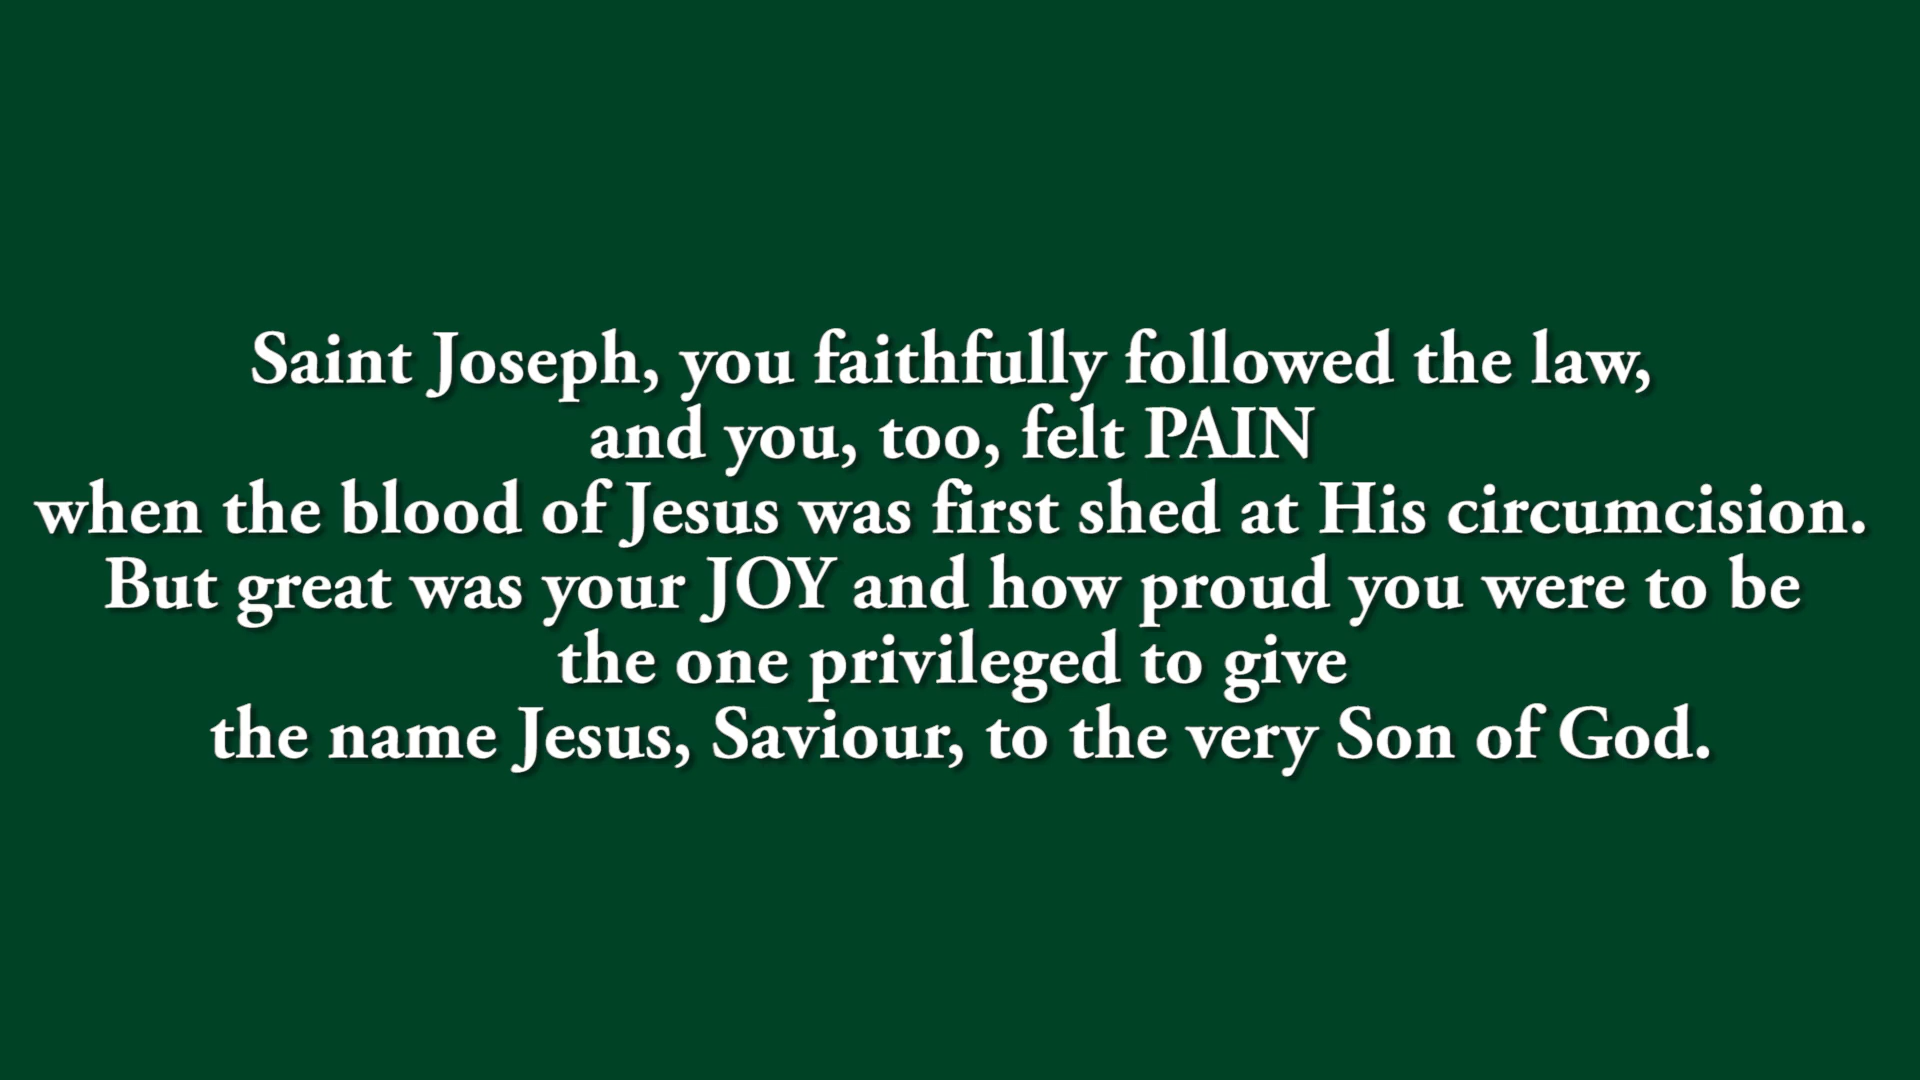 Saint Joseph, you faithfully followed the law,
and you, too, felt PAIN
when the blood of Jesus was first shed at His circumcision.
But great was your JOY and how proud you were to be
the one privileged to give
the name Jesus, Saviour, to the very Son of God.